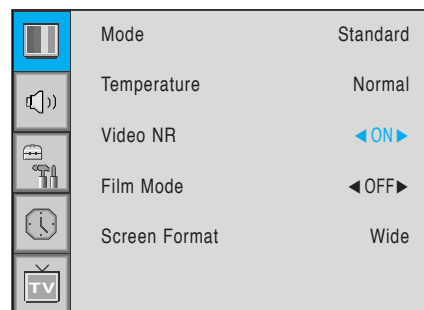 Mode Standard
Temperature Normal
Video NR ◀ON▶
Film Mode ◀OFF▶
Screen Format Wide
TV